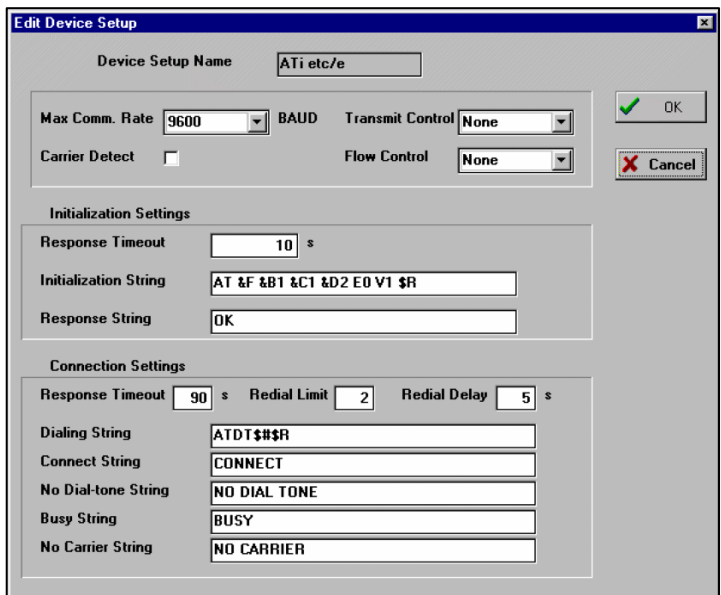 Edit Device Setup
Device Setup Name ATi etc/e
Max Comm. Rate 9600 BAUD Transmit Control None OK
Carrier Detect Flow Control None Cancel
Initialization Settings
Response Timeout 10 s
Initialization String AT &F &B1 &C1 &D2 E0 V1 $R
Response String OK
Connection Settings
Response Timeout 90 s Redial Limit 2 Redial Delay 5 s
Dialing String ATDT$#$R
Connect String CONNECT
No Dial-tone String NO DIAL TONE
Busy String BUSY
No Carrier String NO CARRIER